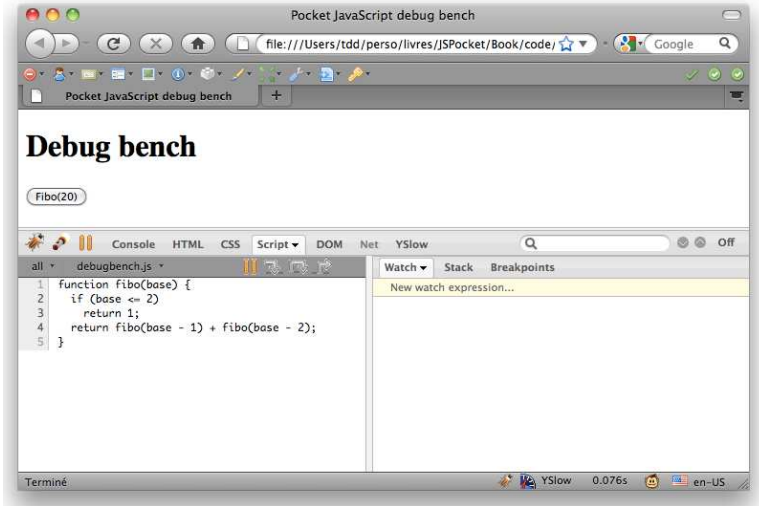 Pocket JavaScript debug bench
file:///Users/tdd/perso/livres/JSPocket/Book/code/
Google
Pocket JavaScript debug bench +
Debug bench
Fibo(20)
Console HTML CSS Script DOM Net YSlow Off
all debugbench.js
Watch Stack Breakpoints
New watch expression...
1 function fibo(base) {
2 if (base <= 2)
3 return 1;
4 return fibo(base - 1) + fibo(base - 2);
5 }
Terminé YSlow 0.076s en-US